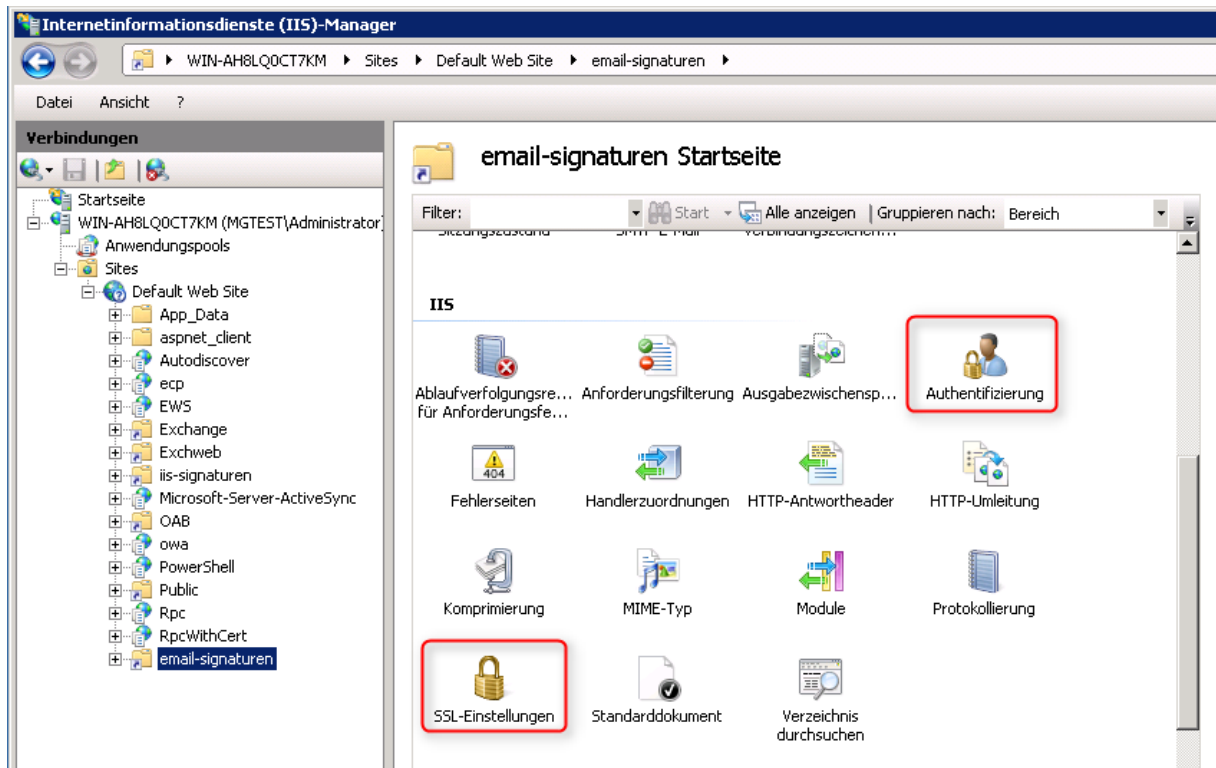 Internetinformationsdienste (IIS)-Manager
WIN-AH8LQ0CT7KM Sites Default Web Site email-signaturen
Datei Ansicht ?
Verbindungen
Startseite
WIN-AH8LQ0CT7KM (MGTEST\Administrator)
Anwendungspools
Sites
Default Web Site
App_Data
aspnet_client
Autodiscover
ecp
EWS
Exchange
Exchweb
iis-signaturen
Microsoft-Server-ActiveSync
OAB
owa
PowerShell
Public
Rpc
RpcWithCert
email-signaturen
email-signaturen Startseite
Filter: Start Alle anzeigen Gruppieren nach: Bereich
Sitzungszustand SMTP-E-Mail Verbindungszeichen...
IIS
Ablaufverfolgungsre... Anforderungsfilterung Ausgabezwischensp... Authentifizierung
für Anforderungsfe...
404
Fehlerseiten Handlerzuordnungen HTTP-Antwortheader HTTP-Umleitung
Komprimierung MIME-Typ Module Protokollierung
SSL-Einstellungen Standarddokument Verzeichnis
durchsuchen